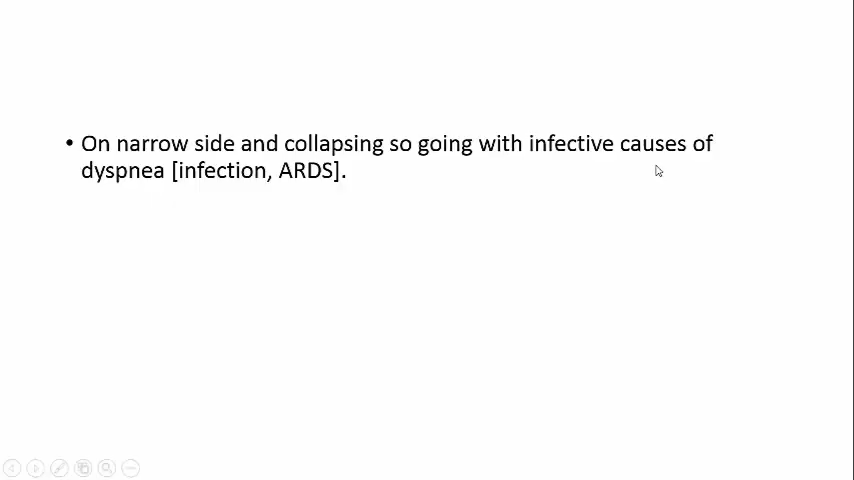 • On narrow side and collapsing so going with infective causes of
dyspnea [infection, ARDS].